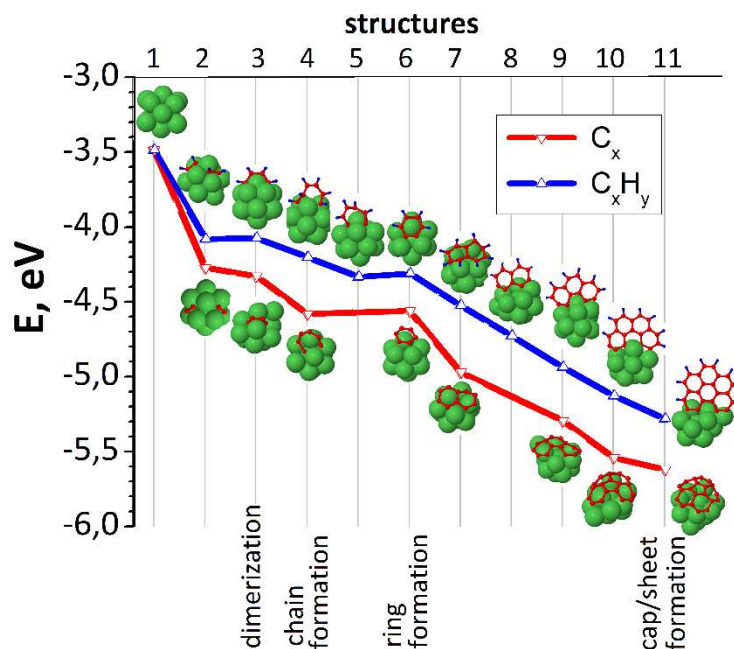 structures
1 2 3 4 5 6 7 8 9 10 11
-3,0
-3,5
-4,0
-4,5
-5,0
-5,5
-6,0
E, eV
Cx
CxHy
dimerization
chain
formation
ring
formation
cap/sheet
formation